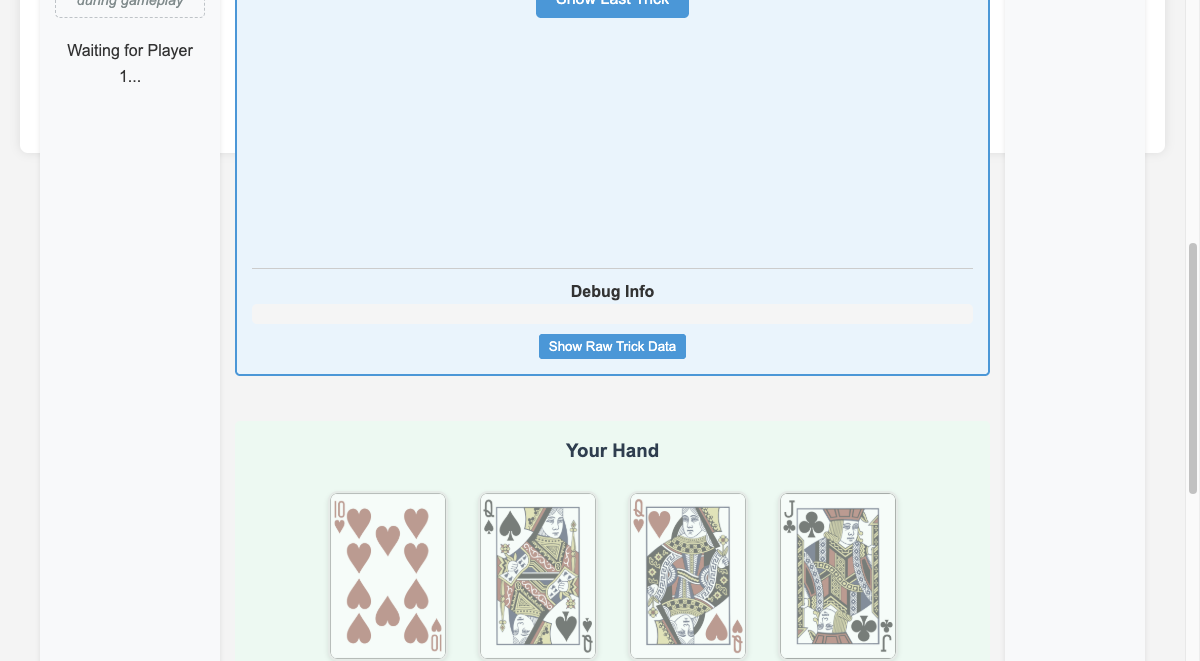 during gameplay
Show Last Trick
Waiting for Player
1...
Debug Info
Show Raw Trick Data
Your Hand
10
Q
Q
J
10
Q
Q
J